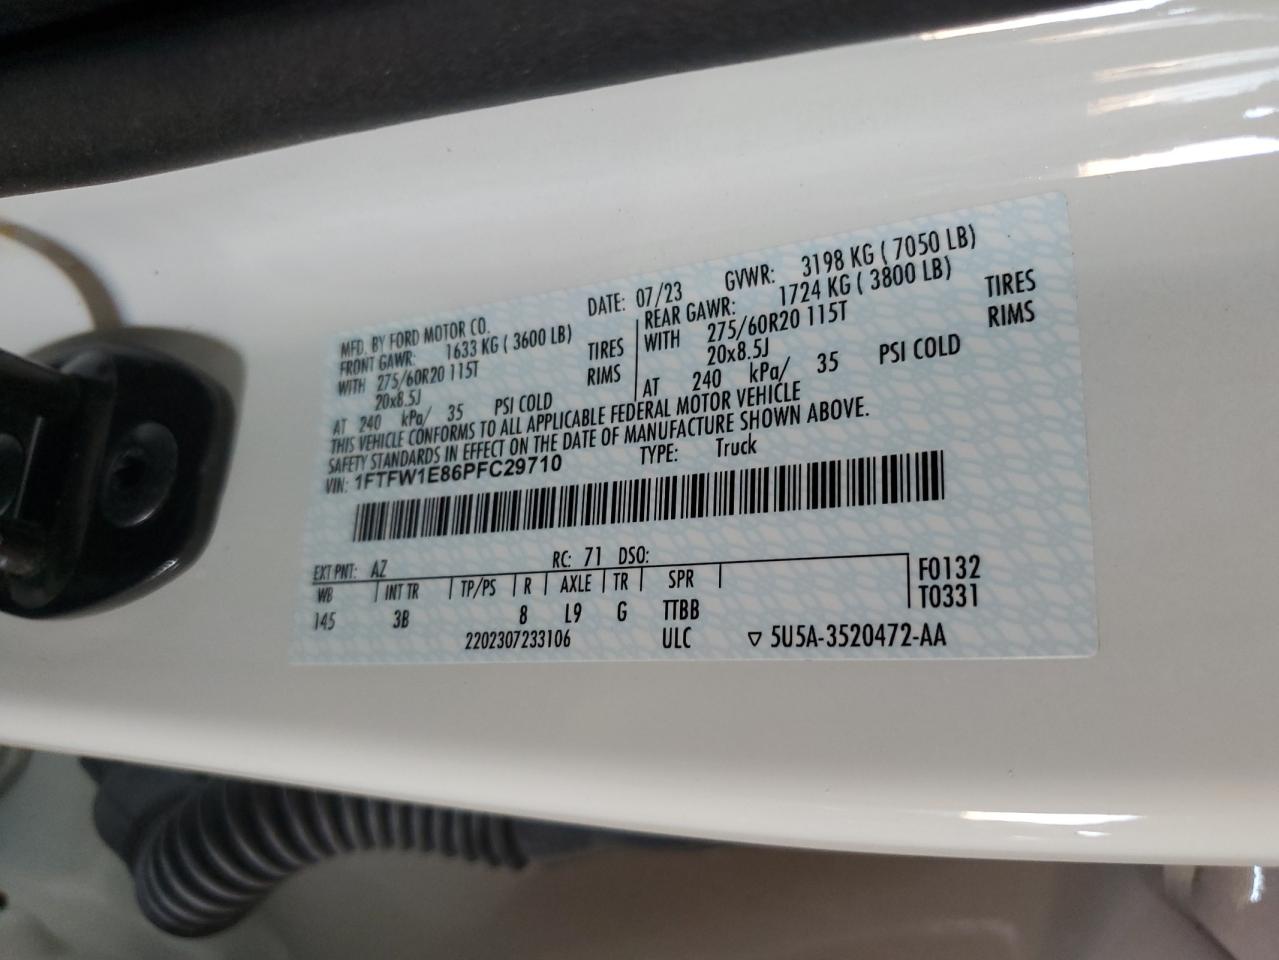 MFD. BY FORD MOTOR CO. DATE: 07/23 GVWR: 3198 KG ( 7050 LB)
FRONT GAWR: 1633 KG ( 3600 LB) REAR GAWR: 1724 KG ( 3800 LB)
WITH 275/60R20 115T TIRES WITH 275/60R20 115T TIRES
20x8.5J RIMS 20x8.5J RIMS
AT 240 kPa/ 35 PSI COLD AT 240 kPa/ 35 PSI COLD
THIS VEHICLE CONFORMS TO ALL APPLICABLE FEDERAL MOTOR VEHICLE
SAFETY STANDARDS IN EFFECT ON THE DATE OF MANUFACTURE SHOWN ABOVE.
VIN: 1FTFW1E86PFC29710 TYPE: Truck
EXT PNT: AZ RC: 71 DSO:
WB INT TR TP/PS R AXLE TR SPR F0132
145 3B 8 L9 G TTBB T0331
2202307233106 ULC ▽ 5U5A-3520472-AA